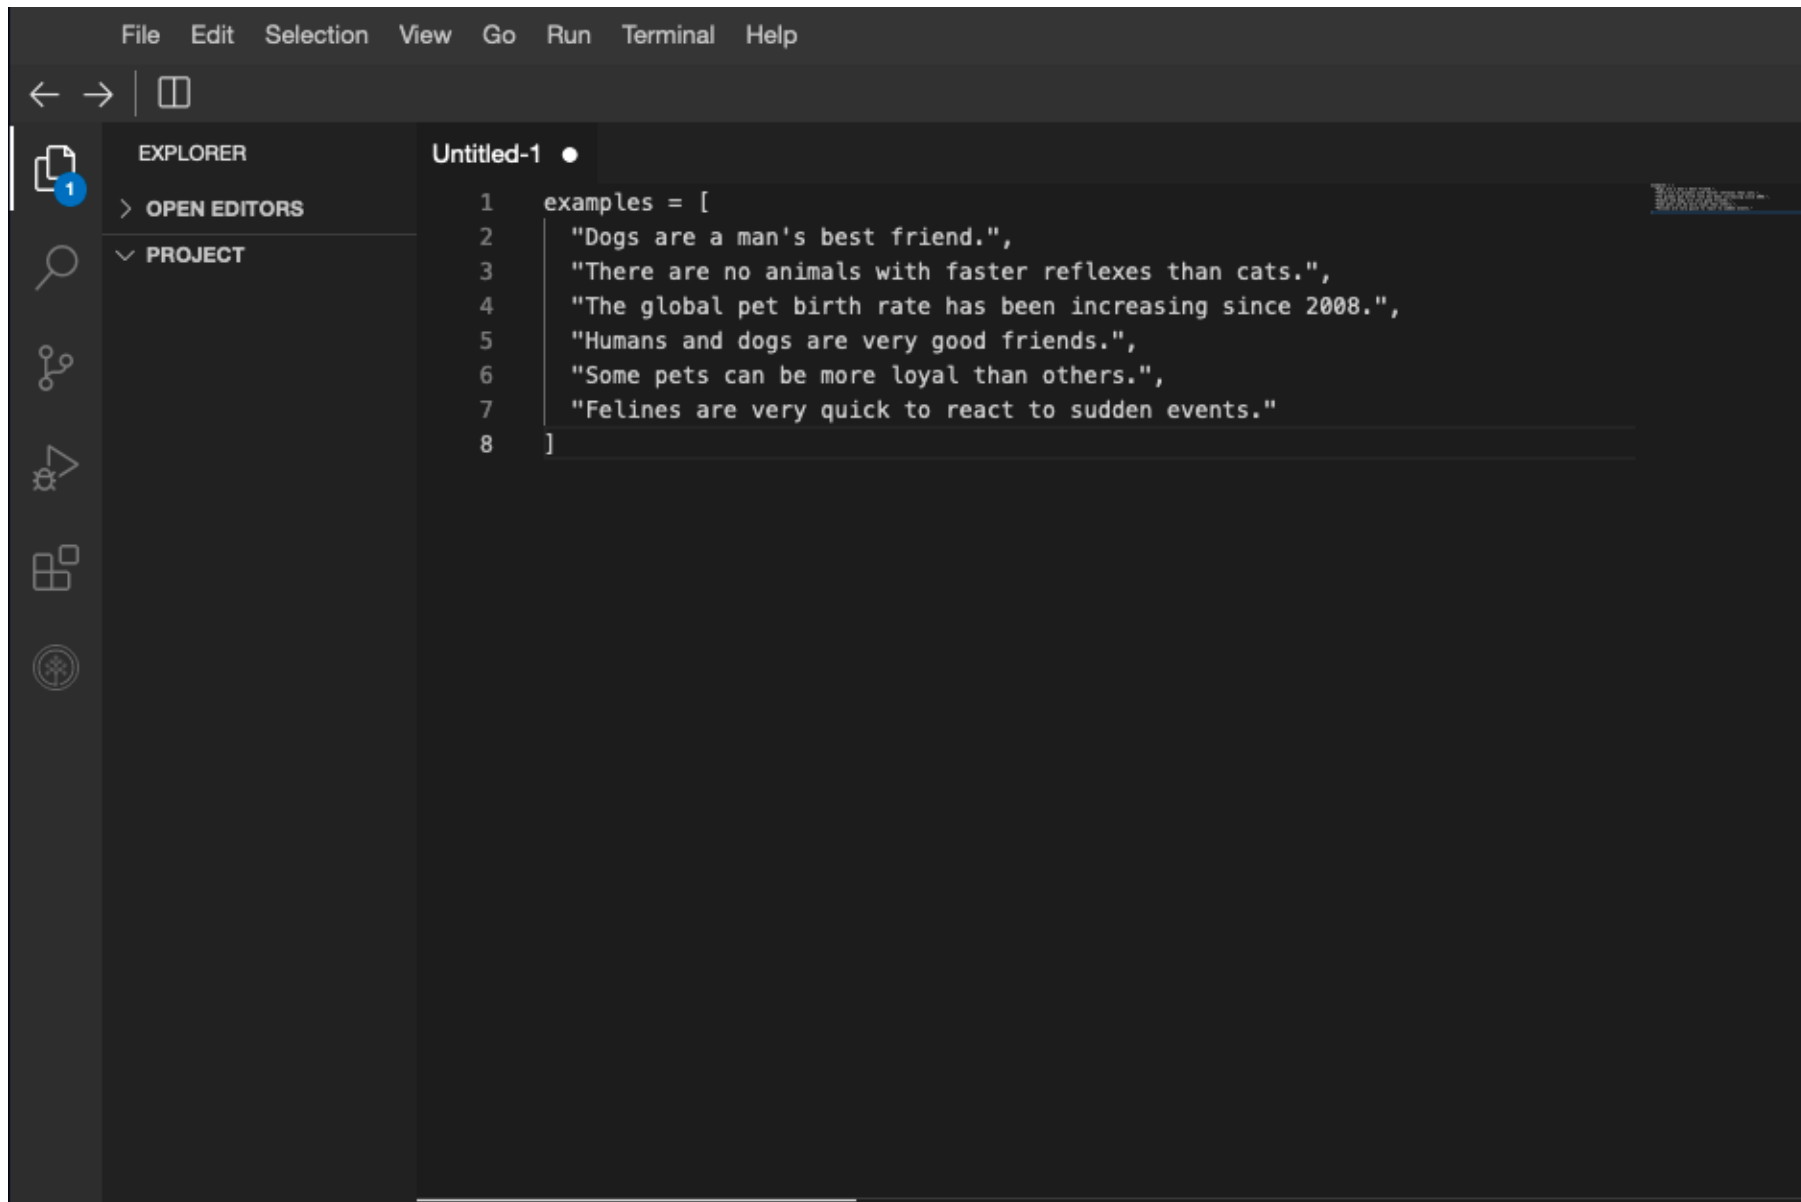 File Edit Selection View Go Run Terminal Help
EXPLORER
1
OPEN EDITORS
PROJECT
Untitled-1
1 examples = [
2 "Dogs are a man's best friend.",
3 "There are no animals with faster reflexes than cats.",
4 "The global pet birth rate has been increasing since 2008.",
5 "Humans and dogs are very good friends.",
6 "Some pets can be more loyal than others.",
7 "Felines are very quick to react to sudden events."
8 ]